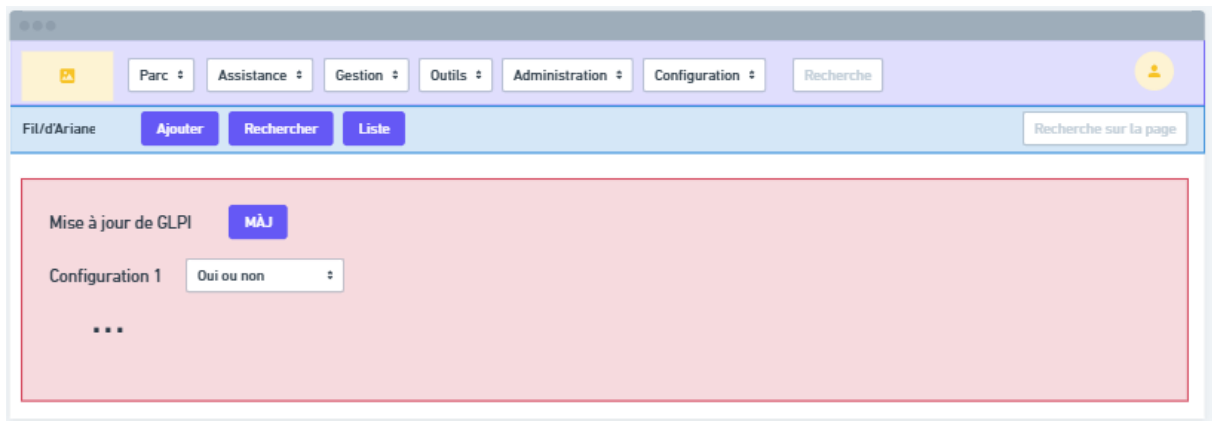 Parc Assistance Gestion Outils Administration Configuration Recherche
Fil/d'Ariane Ajouter Rechercher Liste Recherche sur la page
Mise à jour de GLPI MÀJ
Configuration 1 Oui ou non
...